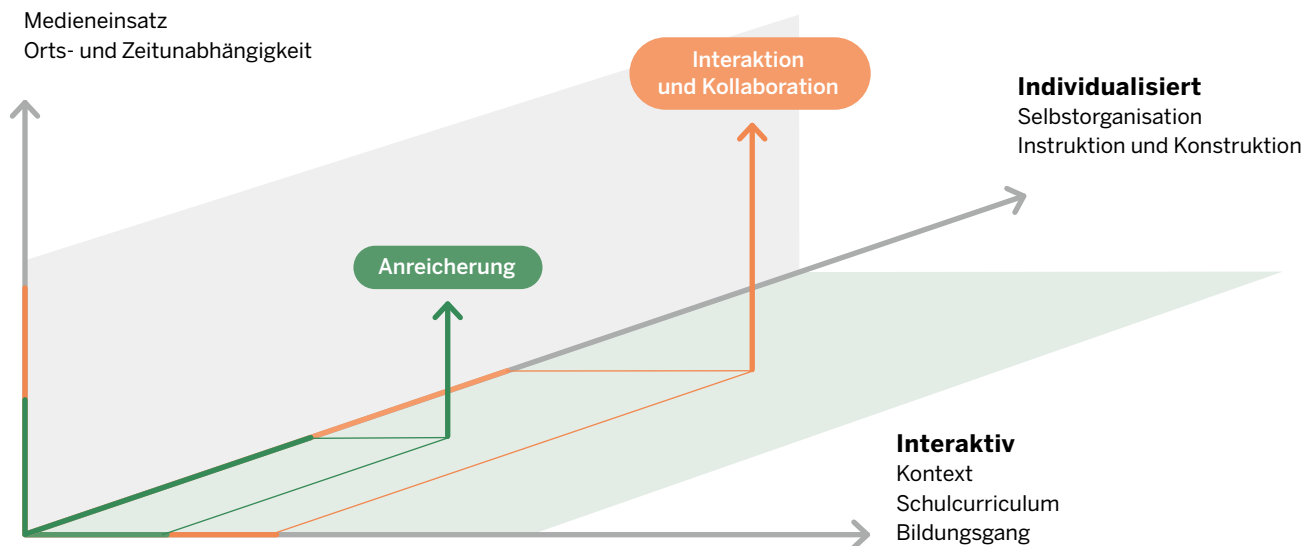 Medieneinsatz
Orts- und Zeitunabhängigkeit
Interaktion
und Kollaboration
Individualisiert
Selbstorganisation
Instruktion und Konstruktion
Anreicherung
Interaktiv
Kontext
Schulcurriculum
Bildungsgang